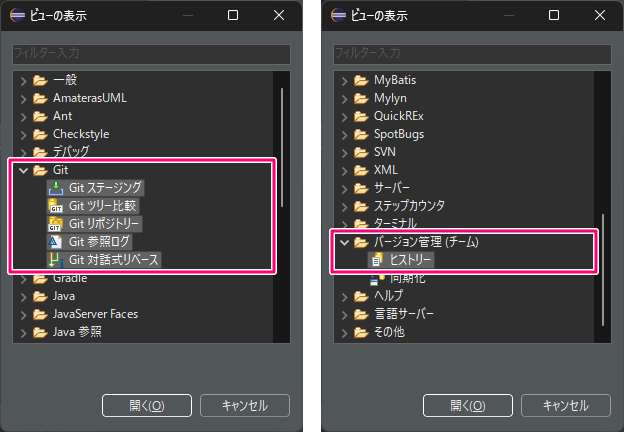 ビューの表示
フィルター入力
一般
AmaterasUML
Ant
Checkstyle
デバッグ
Git
Git ステージング
Git ツリー比較
Git リポジトリー
Git 参照ログ
Git 対話式リベース
Gradle
Java
JavaServer Faces
Java 参照
開く(O)
キャンセル
ビューの表示
フィルター入力
MyBatis
Mylyn
QuickREx
SpotBugs
SVN
XML
サーバー
ステップカウンタ
ターミナル
バージョン管理 (チーム)
ヒストリー
同期化
ヘルプ
言語サーバー
その他
開く(O)
キャンセル